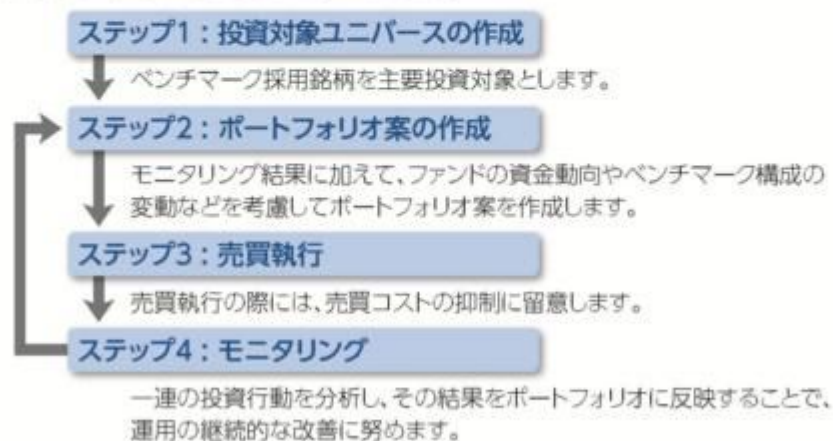 ステップ1：投資対象ユニバースの作成
ベンチマーク採用銘柄を主要投資対象とします。
ステップ2：ポートフォリオ案の作成
モニタリング結果に加えて、ファンドの資金動向やベンチマーク構成の
変動などを考慮してポートフォリオ案を作成します。
ステップ3：売買執行
売買執行の際には、売買コストの抑制に留意します。
ステップ4：モニタリング
一連の投資行動を分析し、その結果をポートフォリオに反映することで、
運用の継続的な改善に努めます。